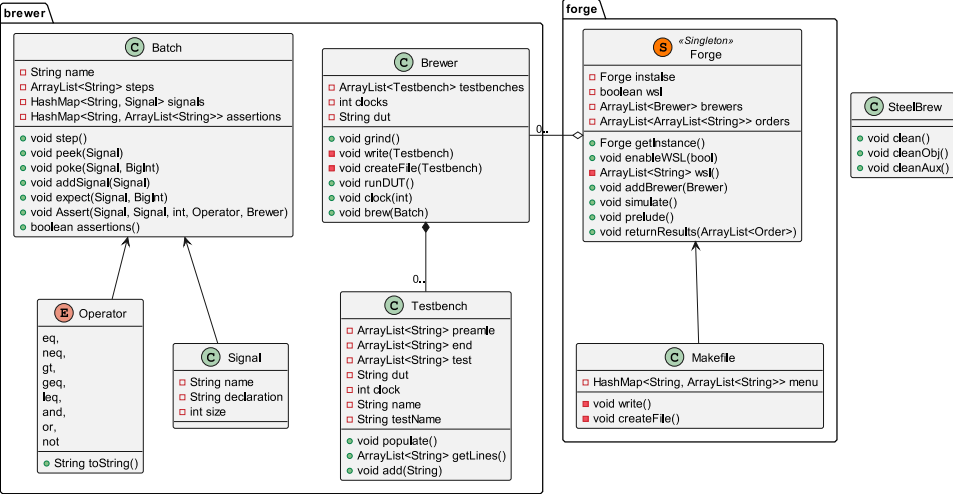 brewer
C Batch
String name
ArrayList<String> steps
HashMap<String, Signal> signals
HashMap<String, ArrayList<String>> assertions
void step()
void peek(Signal)
void poke(Signal, BigInt)
void addSignal(Signal)
void expect(Signal, BigInt)
void Assert(Signal, Signal, int, Operator, Brewer)
boolean assertions()
C Brewer
ArrayList<Testbench> testbenches
int clocks
String dut
void grind()
void write(Testbench)
void createFile(Testbench)
void runDUT()
void clock(int)
void brew(Batch)
0..
0..
E Operator
eq,
neq,
gt,
geq,
leq,
and,
or,
not
String toString()
C Signal
String name
String declaration
int size
C Testbench
ArrayList<String> preamle
ArrayList<String> end
ArrayList<String> test
String dut
int clock
String name
String testName
void populate()
ArrayList<String> getLines()
void add(String)
forge
S «Singleton»
Forge
Forge instalse
boolean wsl
ArrayList<Brewer> brewers
ArrayList<ArrayList<String>> orders
Forge getInstance()
void enableWSL(bool)
ArrayList<String> wsl()
void addBrewer(Brewer)
void simulate()
void prelude()
void returnResults(ArrayList<Order>)
C Makefile
HashMap<String, ArrayList<String>> menu
void write()
void createFile()
C SteelBrew
void clean()
void cleanObj()
void cleanAux()